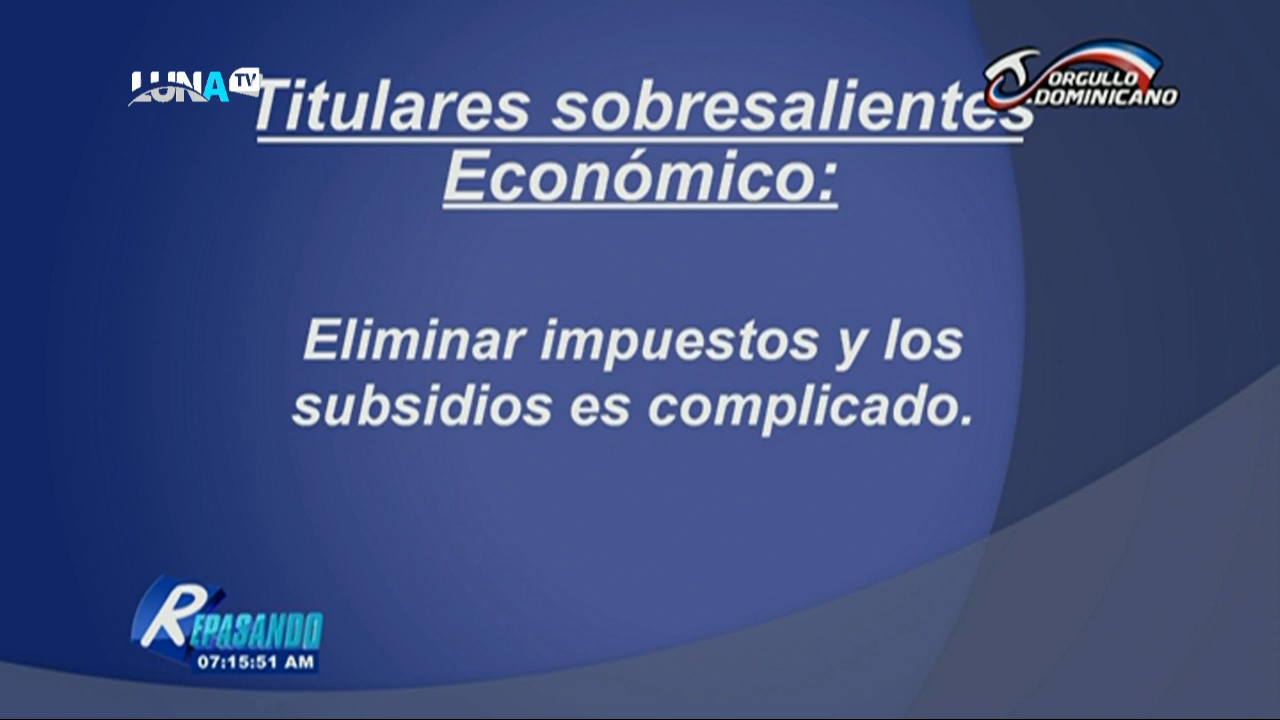 LUNA TV
ORGULLO
DOMINICANO
Titulares sobresalientes
Económico:
Eliminar impuestos y los
subsidios es complicado.
REPASANDO
07:15:51 AM